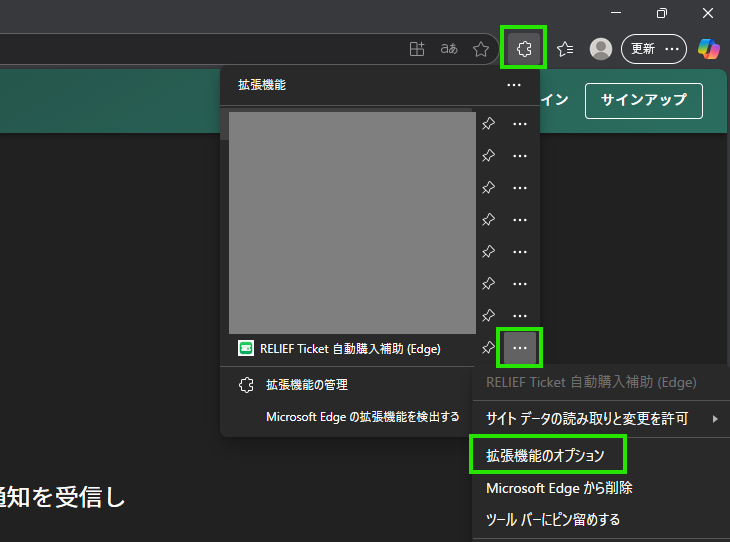 aあ
更新
拡張機能
イン
サインアップ
RELIEF Ticket 自動購入補助 (Edge)
拡張機能の管理
Microsoft Edge の拡張機能を検出する
RELIEF Ticket 自動購入補助 (Edge)
サイト データの読み取りと変更を許可
拡張機能のオプション
Microsoft Edge から削除
ツール バーにピン留めする
通知を受信し